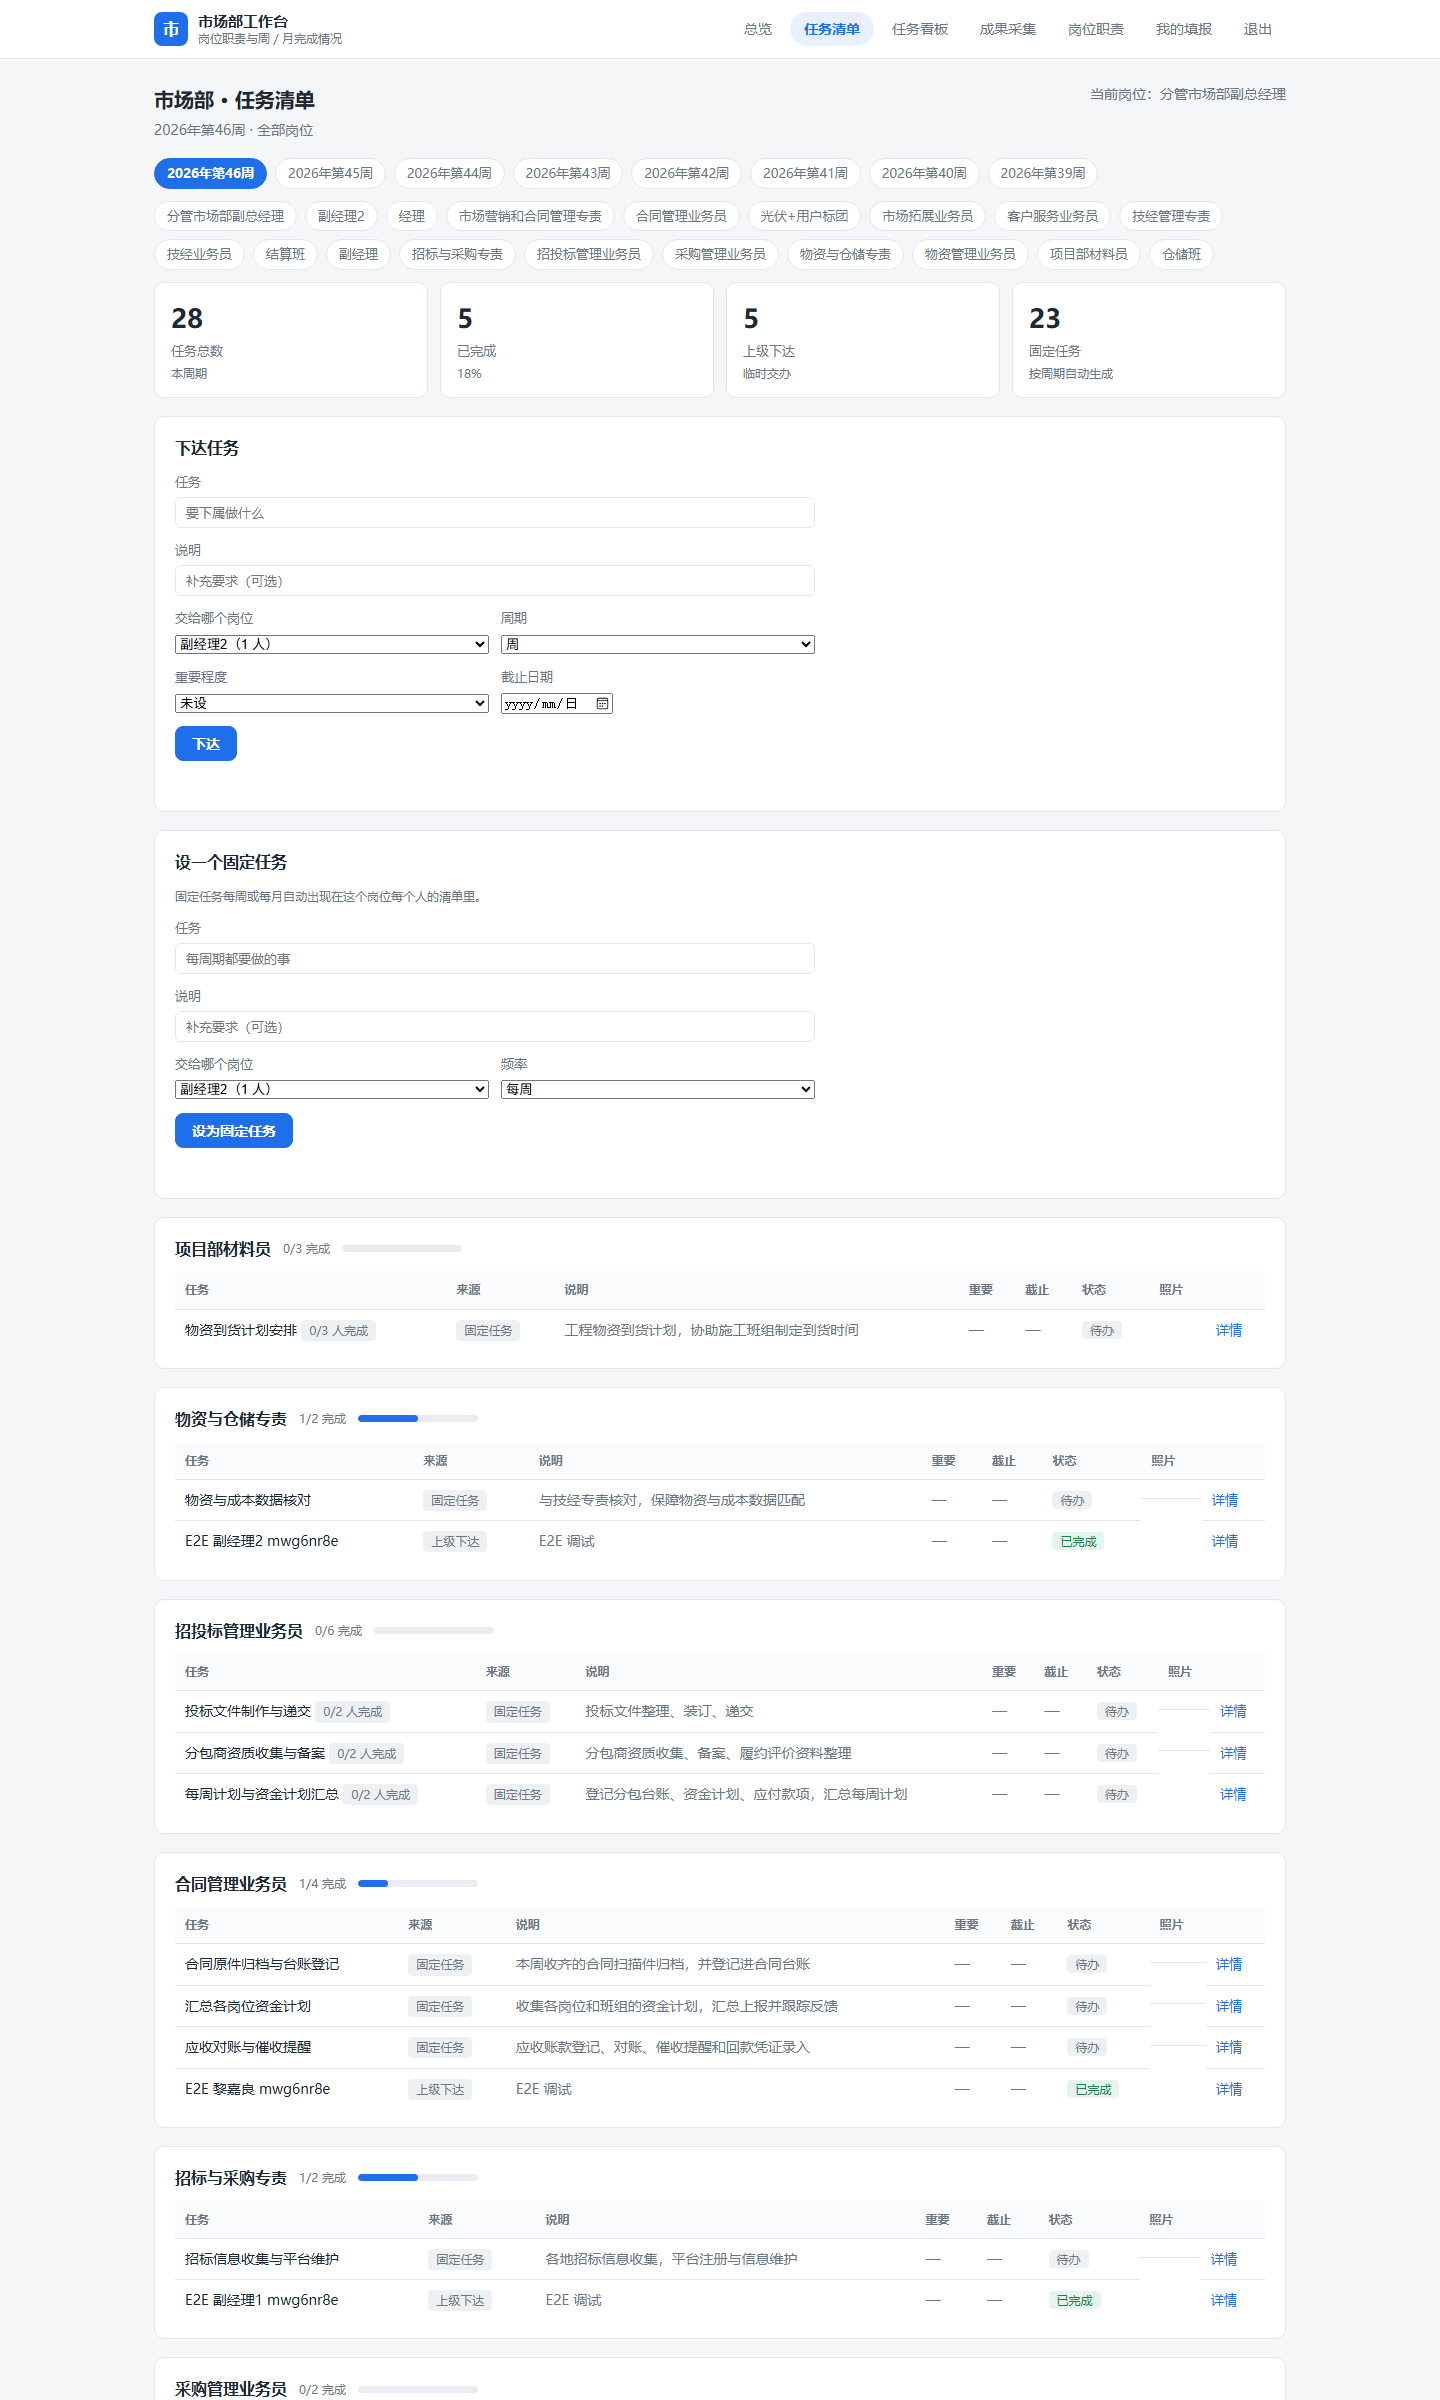 市
市场部工作台
岗位职责与周 / 月完成情况
总览 任务清单 任务看板 成果采集 岗位职责 我的填报 退出
市场部 · 任务清单
当前岗位：分管市场部副总经理
2026年第46周 · 全部岗位
2026年第46周 2026年第45周 2026年第44周 2026年第43周 2026年第42周 2026年第41周 2026年第40周 2026年第39周
分管市场部副总经理 副经理2 经理 市场营销和合同管理专责 合同管理业务员 光伏+用户标团 市场拓展业务员 客户服务业务员 技经管理专责
技经业务员 结算班 副经理 招标与采购专责 招投标管理业务员 采购管理业务员 物资与仓储专责 物资管理业务员 项目部材料员 仓储班
28 5 5 23
任务总数 已完成 上级下达 固定任务
本周期 18% 临时交办 按周期自动生成
下达任务
任务
要下属做什么
说明
补充要求（可选）
交给哪个岗位 周期
副经理2（1 人） 周
重要程度 截止日期
未设 yyyy/mm/日
下达
设一个固定任务
固定任务每周或每月自动出现在这个岗位每个人的清单里。
任务
每周期都要做的事
说明
补充要求（可选）
交给哪个岗位 频率
副经理2（1 人） 每周
设为固定任务
项目部材料员 0/3 完成
任务 来源 说明 重要 截止 状态 照片
物资到货计划安排 0/3 人完成 固定任务 工程物资到货计划，协助施工班组制定到货时间 — — 待办 详情
物资与仓储专责 1/2 完成
任务 来源 说明 重要 截止 状态 照片
物资与成本数据核对 固定任务 与技经专责核对，保障物资与成本数据匹配 — — 待办 详情
E2E 副经理2 mwg6nr8e 上级下达 E2E 调试 — — 已完成 详情
招投标管理业务员 0/6 完成
任务 来源 说明 重要 截止 状态 照片
投标文件制作与递交 0/2 人完成 固定任务 投标文件整理、装订、递交 — — 待办 详情
分包商资质收集与备案 0/2 人完成 固定任务 分包商资质收集、备案、履约评价资料整理 — — 待办 详情
每周计划与资金计划汇总 0/2 人完成 固定任务 登记分包台账、资金计划、应付款项，汇总每周计划 — — 待办 详情
合同管理业务员 1/4 完成
任务 来源 说明 重要 截止 状态 照片
合同原件归档与台账登记 固定任务 本周收齐的合同扫描件归档，并登记进合同台账 — — 待办 详情
汇总各岗位资金计划 固定任务 收集各岗位和班组的资金计划，汇总上报并跟踪反馈 — — 待办 详情
应收对账与催收提醒 固定任务 应收账款登记、对账、催收提醒和回款凭证录入 — — 待办 详情
E2E 黎嘉良 mwg6nr8e 上级下达 E2E 调试 — — 已完成 详情
招标与采购专责 1/2 完成
任务 来源 说明 重要 截止 状态 照片
招标信息收集与平台维护 固定任务 各地招标信息收集，平台注册与信息维护 — — 待办 详情
E2E 副经理1 mwg6nr8e 上级下达 E2E 调试 — — 已完成 详情
采购管理业务员 0/2 完成